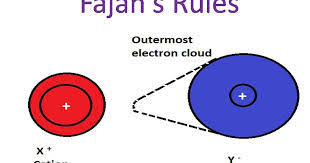 Fajan's Rules
Outermost
electron cloud
+
+
X +
Cation
Y -